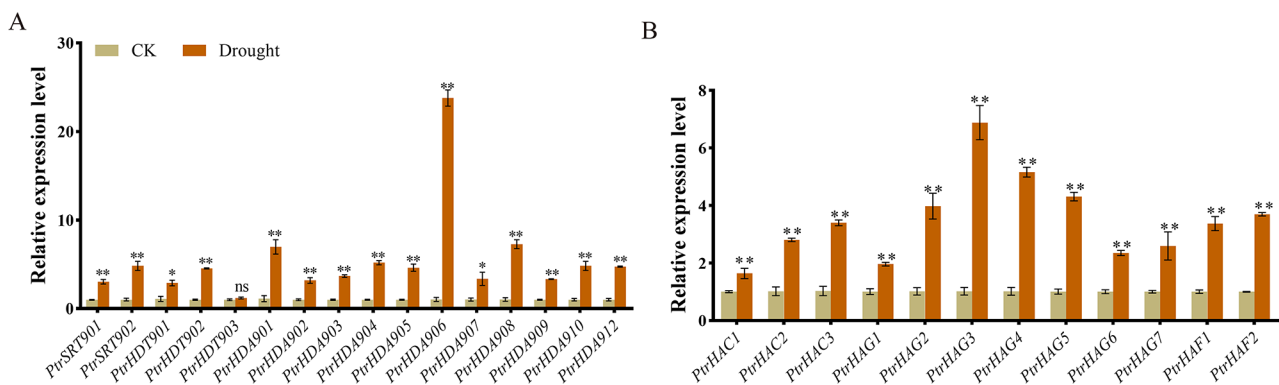 A
CK Drought
Relative expression level
30
20
10
0
** ** * ** ns ** ** ** ** ** ** * ** ** ** **
PtrSRT901 PtrSRT902 PtrHDT901 PtrHDT902 PtrHDT903 PtrHDA901 PtrHDA902 PtrHDA903 PtrHDA904 PtrHDA905 PtrHDA906 PtrHDA907 PtrHDA908 PtrHDA909 PtrHDA910 PtrHDA912
B
Relative expression level
8
6
4
2
0
** ** ** ** ** ** ** ** ** ** ** **
PtrHAC1 PtrHAC2 PtrHAC3 PtrHAG1 PtrHAG2 PtrHAG3 PtrHAG4 PtrHAG5 PtrHAG6 PtrHAG7 PtrHAF1 PtrHAF2